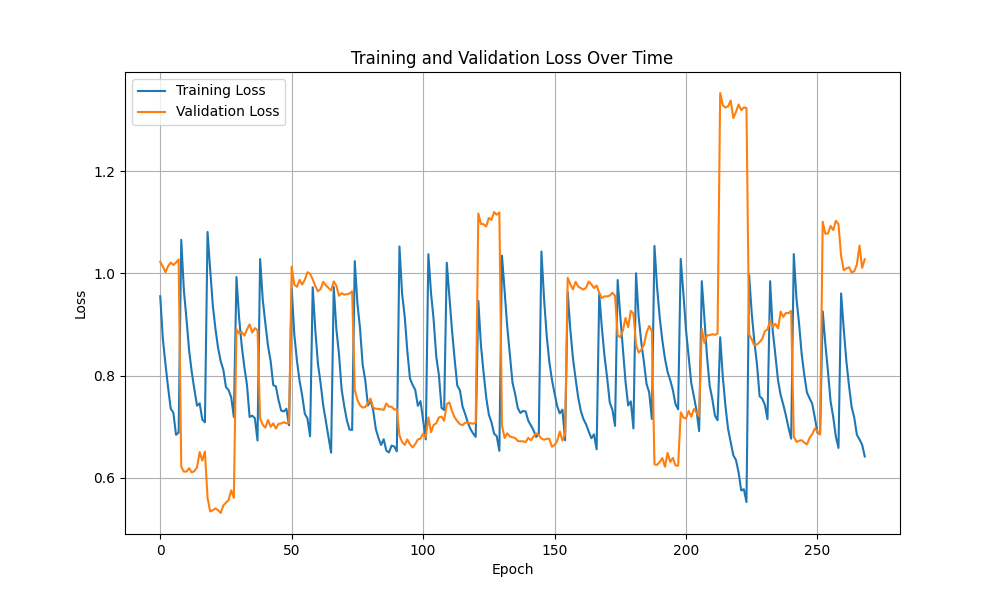 Training and Validation Loss Over Time
Training Loss
Validation Loss
1.2
1.0
0.8
0.6
Loss
0
50
100
150
200
250
Epoch